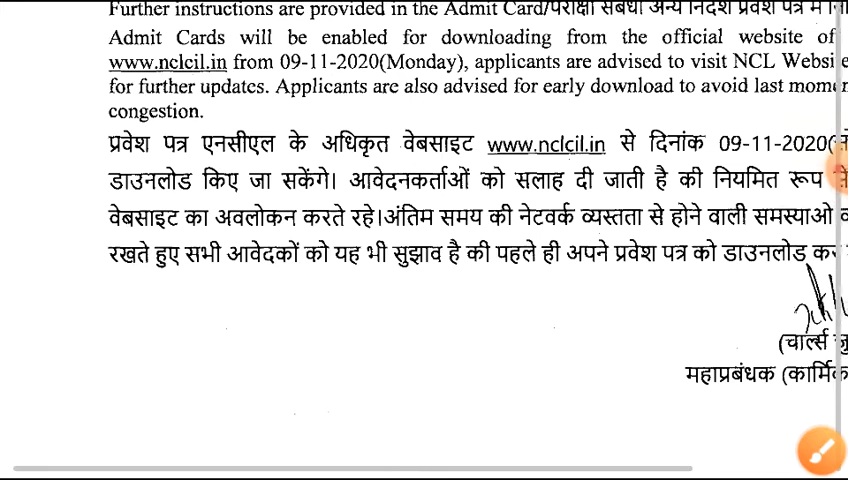 Further instructions are provided in the Admit Card/परीक्षा संबंधी अन्य निर्देश प्रवेश पत्र में
Admit Cards will be enabled for downloading from the official website of
www.nclcil.in from 09-11-2020(Monday), applicants are advised to visit NCL Website
for further updates. Applicants are also advised for early download to avoid last
congestion.
प्रवेश पत्र एनसीएल के अधिकृत वेबसाइट www.nclcil.in से दिनांक 09-11-2020(
डाउनलोड किए जा सकेंगे। आवेदनकर्ताओं को सलाह दी जाती है की नियमित रूप से
वेबसाइट का अवलोकन करते रहे।अंतिम समय की नेटवर्क व्यस्तता से होने वाली समस्याओ
रखते हुए सभी आवेदकों को यह भी सुझाव है की पहले ही अपने प्रवेश पत्र को डाउनलोड कर
(चार्ल्स
महाप्रबंधक (कार्मिक